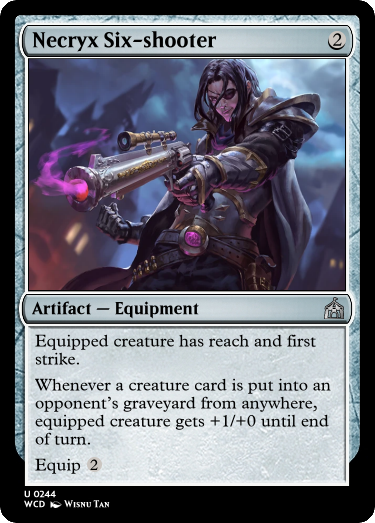 Necryx Six-shooter 2
Artifact — Equipment
Equipped creature has reach and first
strike.
Whenever a creature card is put into an
opponent's graveyard from anywhere,
equipped creature gets +1/+0 until end
of turn.
Equip 2
U 0244
WCD Wisnu Tan